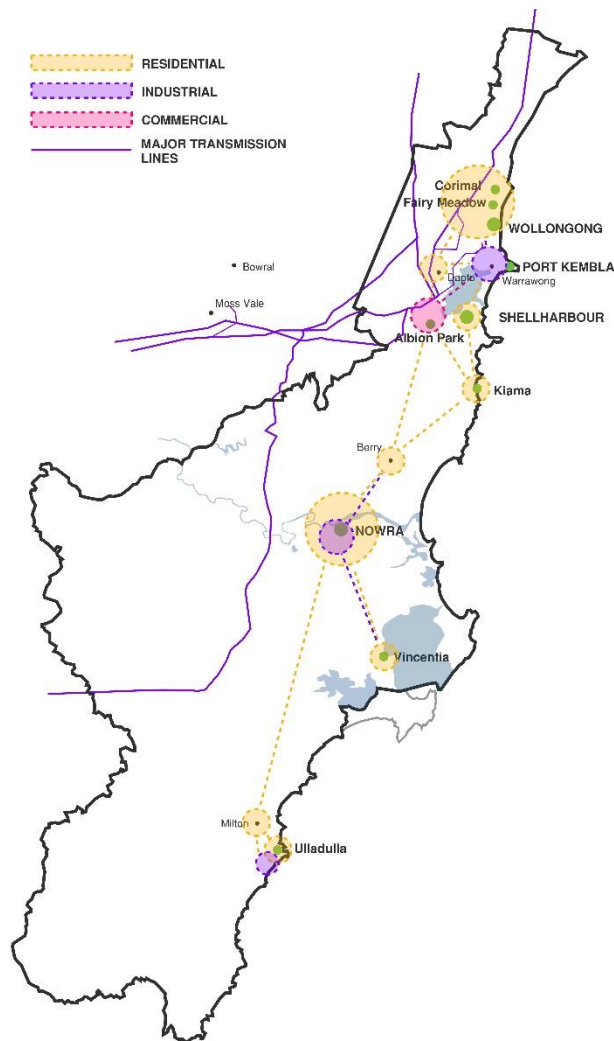 RESIDENTIAL
INDUSTRIAL
COMMERCIAL
MAJOR TRANSMISSION
LINES
Corimal
Fairy Meadow
WOLLONGONG
Bowral
Dapto
PORT KEMBLA
Warrawong
Moss Vale
SHELLHARBOUR
Albion Park
Kiama
Berry
NOWRA
Vincentia
Milton
Ulladulla